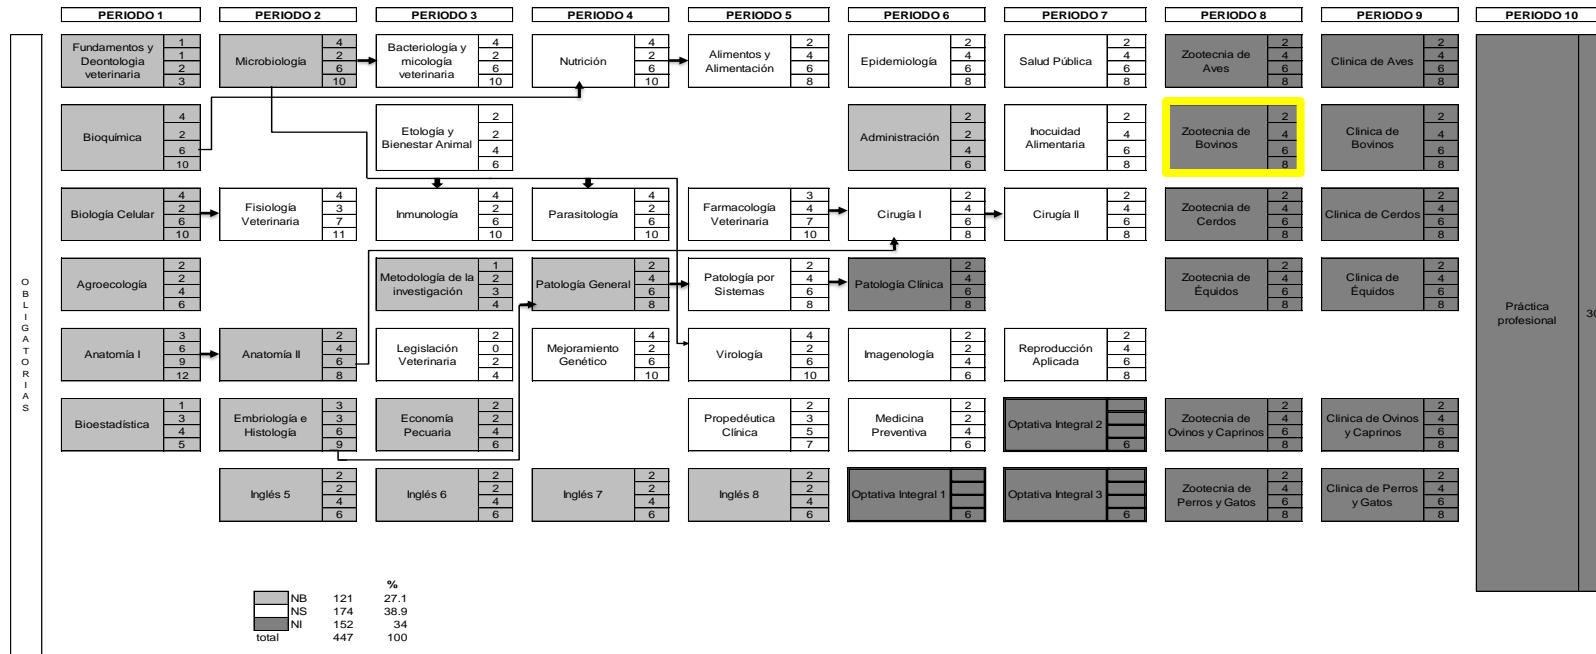 PERIODO 1
PERIODO 2
PERIODO 3
PERIODO 4
PERIODO 5
PERIODO 6
PERIODO 7
PERIODO 8
PERIODO 9
PERIODO 10
OBLIGATORIAS
Fundamentos y
Deontologia
veterinaria
1
1
2
3
Microbiología
4
2
6
10
Bacteriología y
micología
veterinaria
4
2
6
10
Nutrición
4
2
6
10
Alimentos y
Alimentación
2
4
6
8
Epidemiología
2
4
6
8
Salud Pública
2
4
6
8
Zootecnia de
Aves
2
4
6
8
Clinica de Aves
2
4
6
8
Bioquímica
4
2
6
10
Etología y
Bienestar Animal
2
2
4
6
Administración
2
2
4
6
Inocuidad
Alimentaria
2
4
6
8
Zootecnia de
Bovinos
2
4
6
8
Clinica de
Bovinos
2
4
6
8
Biología Celular
4
2
6
10
Fisiología
Veterinaria
4
3
7
11
Inmunología
4
2
6
10
Parasitología
4
2
6
10
Farmacología
Veterinaria
3
4
7
10
Cirugía I
2
4
6
8
Cirugía II
2
4
6
8
Zootecnia de
Cerdos
2
4
6
8
Clinica de Cerdos
2
4
6
8
Agroecología
2
2
4
6
Metodología de la
investigación
1
2
3
4
Patología General
2
4
6
8
Patología por
Sistemas
2
4
6
8
Patología Clínica
2
4
6
8
Zootecnia de
Équidos
2
4
6
8
Clinica de
Équidos
2
4
6
8
Práctica
profesional
30
Anatomía I
3
6
9
12
Anatomía II
2
4
6
8
Legislación
Veterinaria
2
0
2
4
Mejoramiento
Genético
4
2
6
10
Virología
4
2
6
10
Imagenología
2
2
4
6
Reproducción
Aplicada
2
4
6
8
Bioestadística
1
3
4
5
Embriología e
Histología
3
3
6
9
Economía
Pecuaria
2
2
4
6
Propedéutica
Clínica
2
3
5
7
Medicina
Preventiva
2
2
4
6
Optativa Integral 2
6
Zootecnia de
Ovinos y Caprinos
2
4
6
8
Clinica de Ovinos
y Caprinos
2
4
6
8
Inglés 5
2
2
4
6
Inglés 6
2
2
4
6
Inglés 7
2
2
4
6
Inglés 8
2
2
4
6
Optativa Integral 1
6
Optativa Integral 3
6
Zootecnia de
Perros y Gatos
2
4
6
8
Clinica de Perros
y Gatos
2
4
6
8
%
NB 121 27.1
NS 174 38.9
NI 152 34
total 447 100